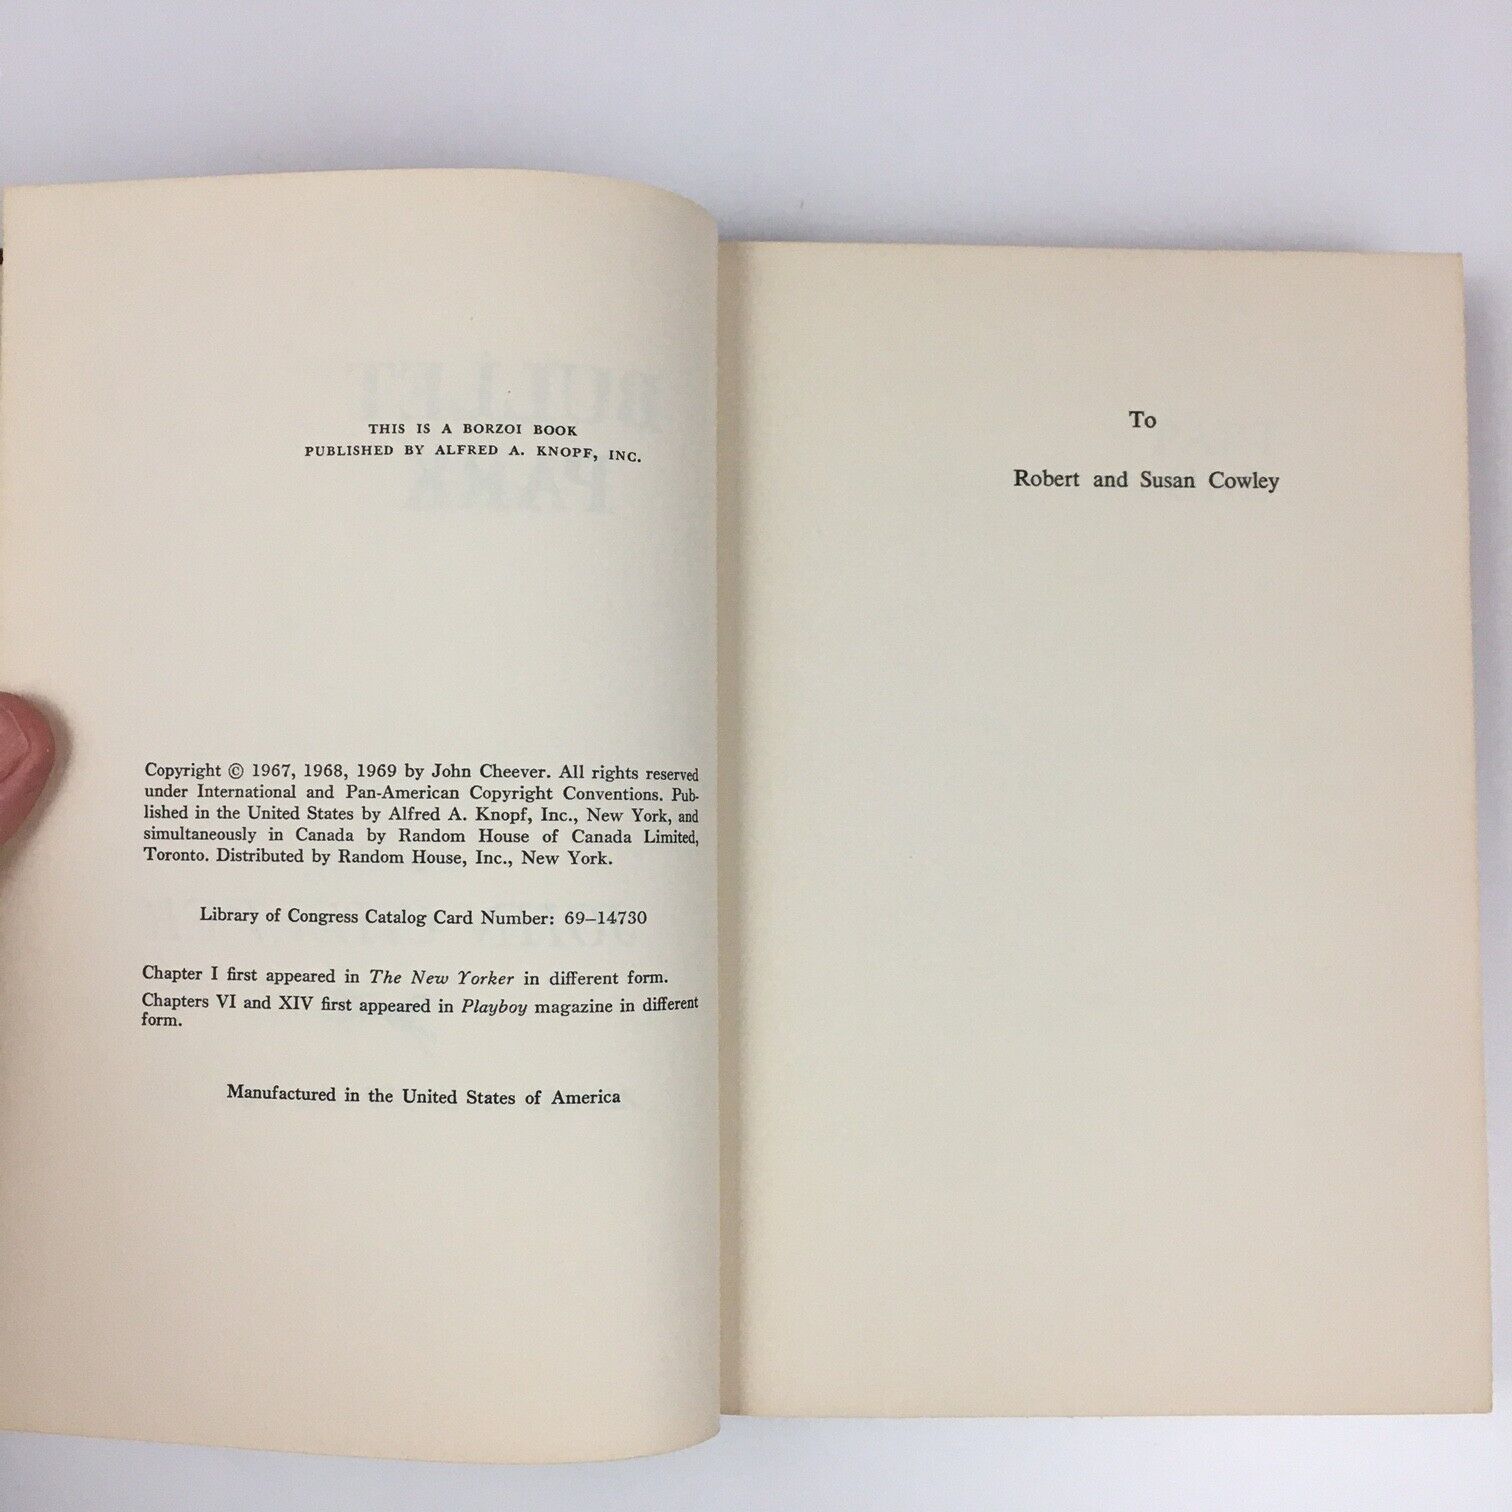 THIS IS A BORZOI BOOK
PUBLISHED BY ALFRED A. KNOPF, INC.
Copyright © 1967, 1968, 1969 by John Cheever. All rights reserved
under International and Pan-American Copyright Conventions. Pub-
lished in the United States by Alfred A. Knopf, Inc., New York, and
simultaneously in Canada by Random House of Canada Limited,
Toronto. Distributed by Random House, Inc., New York.
Library of Congress Catalog Card Number: 69–14730
Chapter I first appeared in The New Yorker in different form.
Chapters VI and XIV first appeared in Playboy magazine in different
form.
Manufactured in the United States of America
To
Robert and Susan Cowley